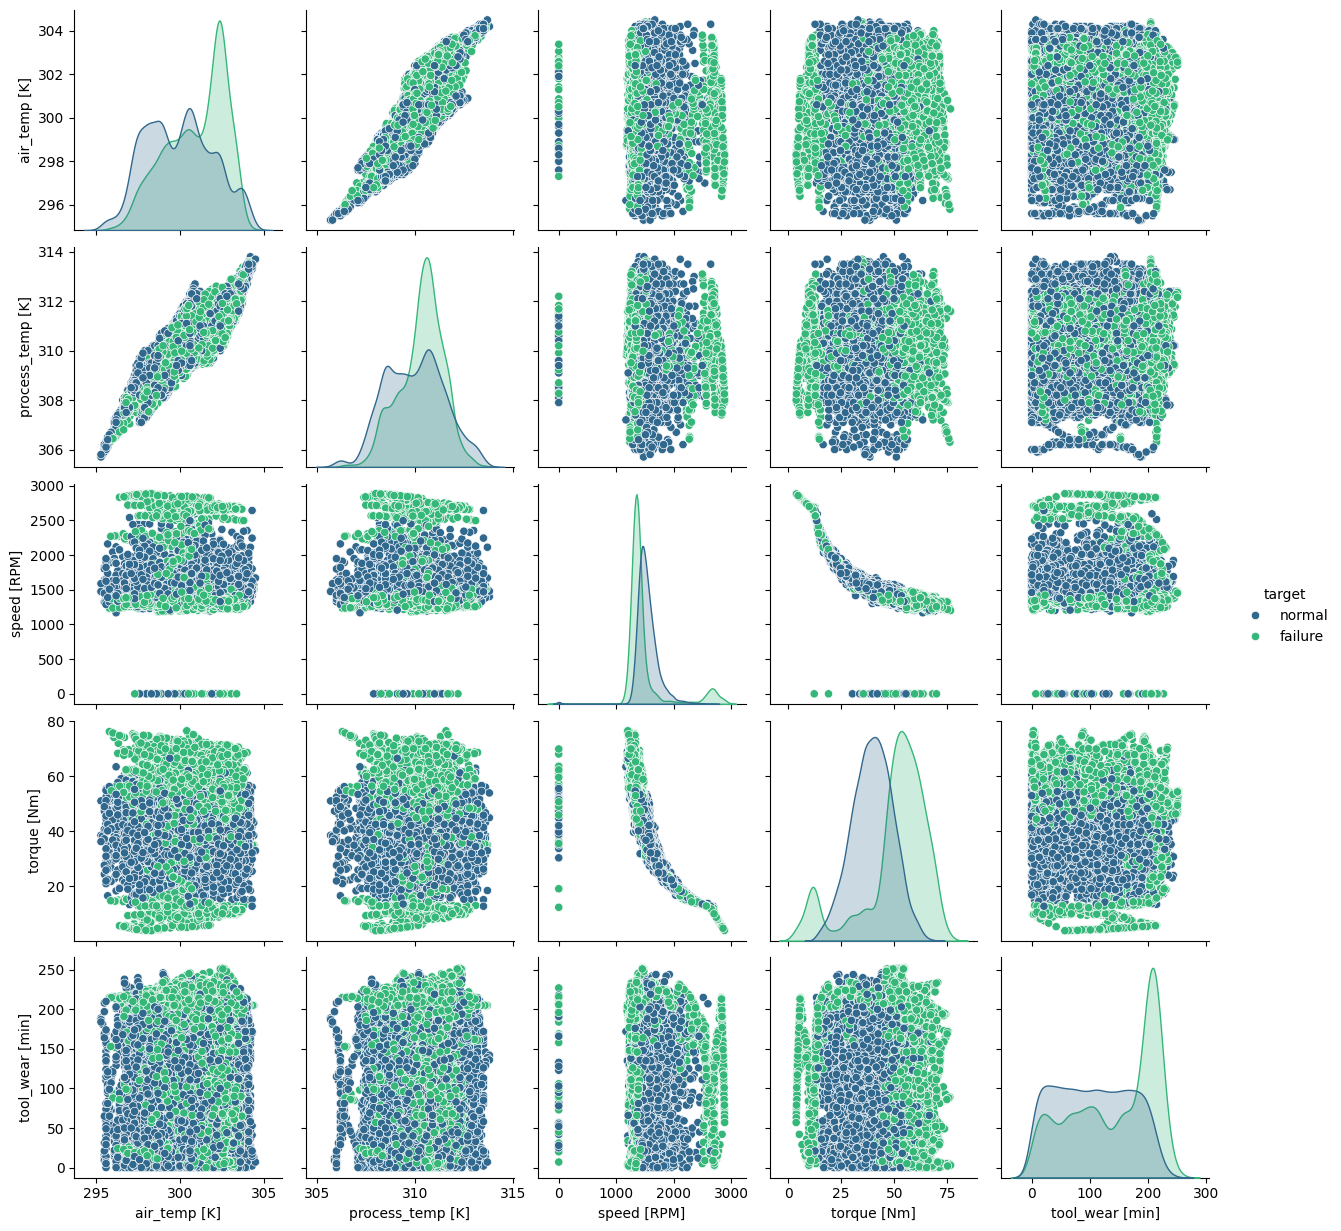 304
302
300
298
296
air_temp [K]
314
312
310
308
306
process_temp [K]
3000
2500
2000
1500
1000
500
0
speed [RPM]
target
normal
failure
80
60
40
20
torque [Nm]
250
200
150
100
50
0
tool_wear [min]
295 300 305
305 310 315
0 1000 2000 3000
0 25 50 75
0 100 200 300
air_temp [K] process_temp [K] speed [RPM] torque [Nm] tool_wear [min]